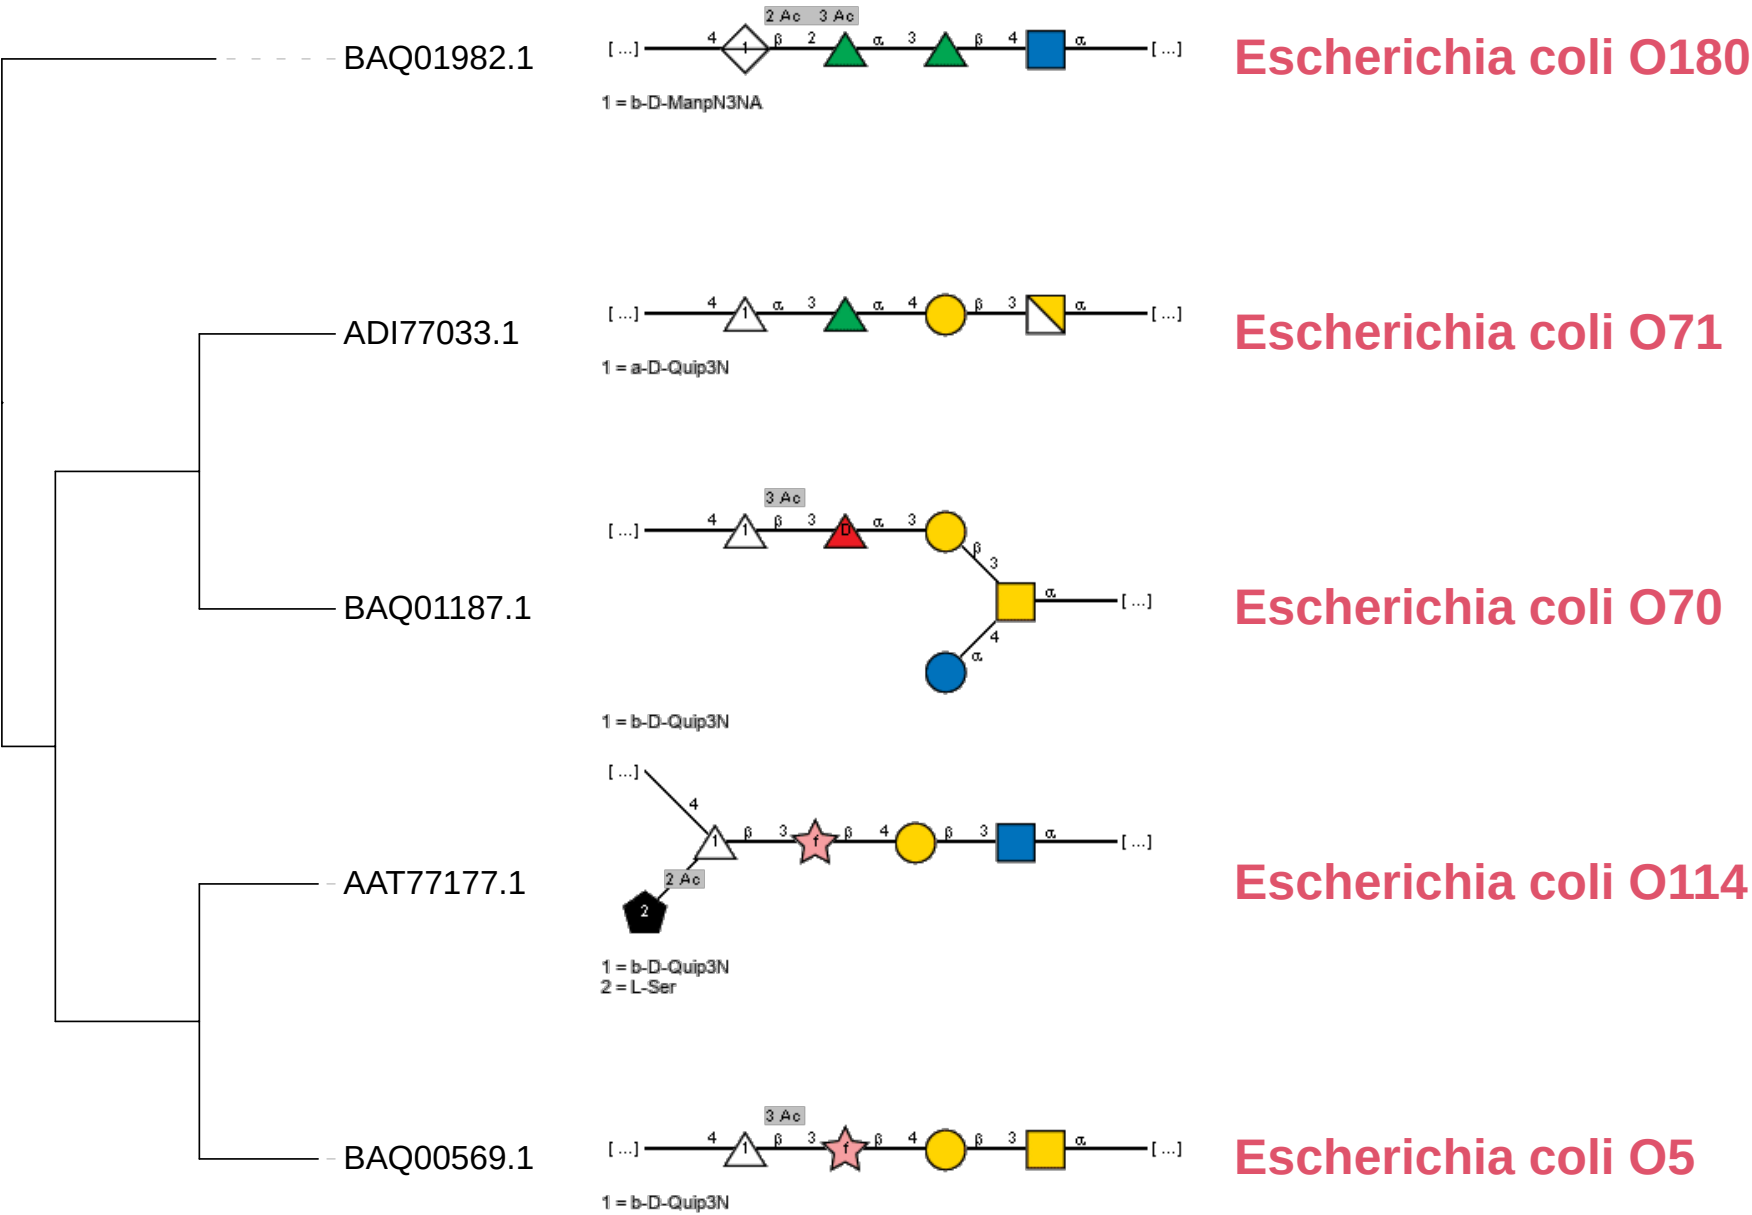 2 Ac 3 Ac
BAQ01982.1 [ ...] 4 1 β 2 α 3 β 4 α [ ...] Escherichia coli O180
1 = b-D-ManpN3NA
ADI77033.1 [ ...] 4 1 α 3 α 4 β 3 α [ ...] Escherichia coli O71
1 = a-D-Quip3N
3 Ac
[ ...] 4 1 β 3 D α 3
β 3
BAQ01187.1 α [ ...] Escherichia coli O70
4 α
1 = b-D-Quip3N
[ ...] 4
1 β 3 f β 4 β 3 α [ ...]
AAT77177.1 2 Ac Escherichia coli O114
2
1 = b-D-Quip3N
2 = L-Ser
3 Ac
BAQ00569.1 [ ...] 4 1 β 3 f β 4 β 3 α [ ...] Escherichia coli O5
1 = b-D-Quip3N